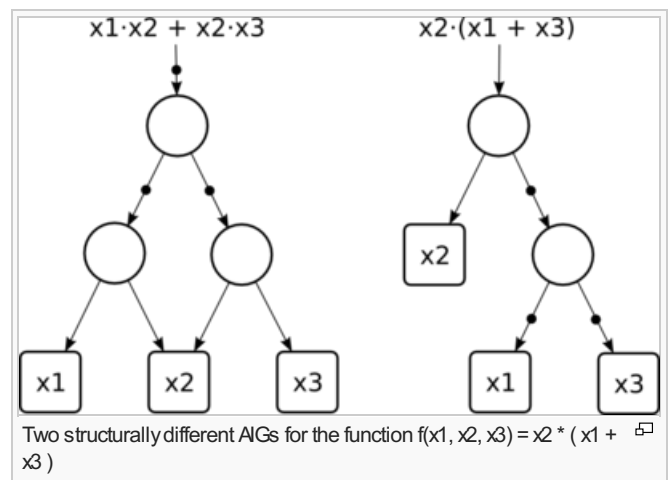 x1·x2 + x2·x3
x2·(x1 + x3)
x2
x1
x2
x3
x1
x3
Two structurally different AIGs for the function f(x1, x2, x3) = x2 * ( x1 +
x3 )